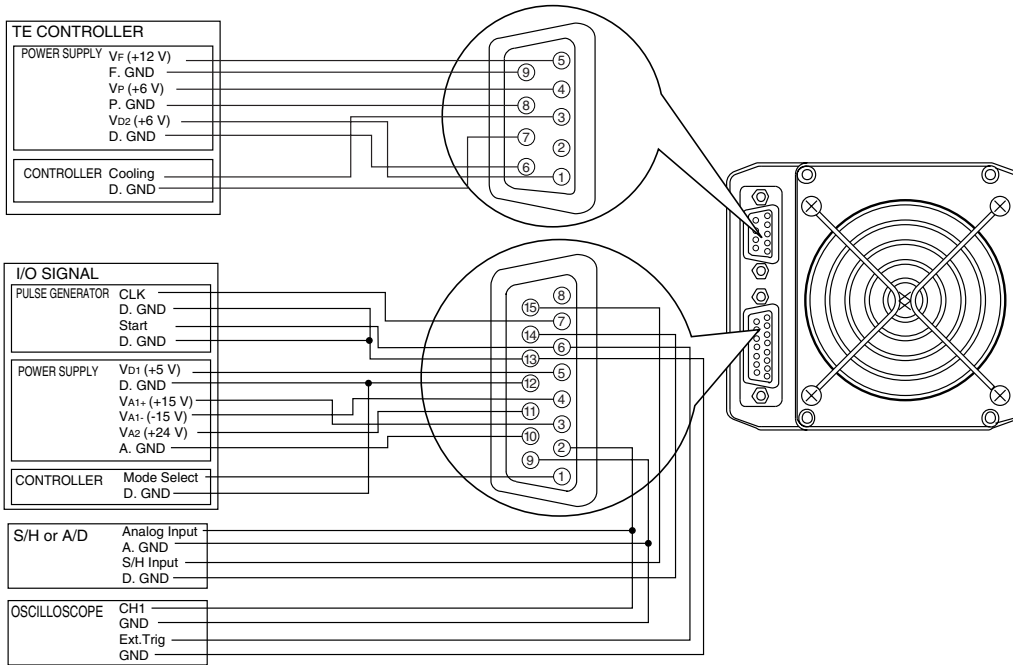 TE CONTROLLER
POWER SUPPLY VF (+12 V)
F. GND
VP (+6 V)
P. GND
VD2 (+6 V)
D. GND
CONTROLLER Cooling
D. GND
5
9
4
8
3
7
2
6
1
I/O SIGNAL
PULSE GENERATOR CLK
D. GND
Start
D. GND
POWER SUPPLY VD1 (+5 V)
D. GND
VA1+ (+15 V)
VA1- (-15 V)
VA2 (+24 V)
A. GND
CONTROLLER Mode Select
D. GND
8
15
7
14
6
13
5
12
4
11
3
10
2
9
1
S/H or A/D Analog Input
A. GND
S/H Input
D. GND
OSCILLOSCOPE CH1
GND
Ext.Trig
GND